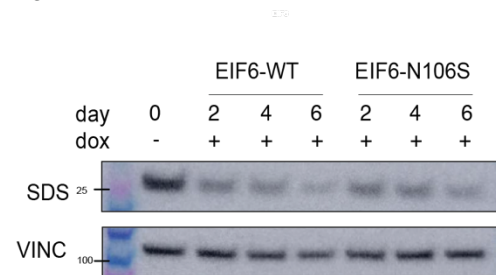 EIF6-WT EIF6-N106S
day 0 2 4 6 2 4 6
dox - + + + + + +
SDS 25
VINC 100